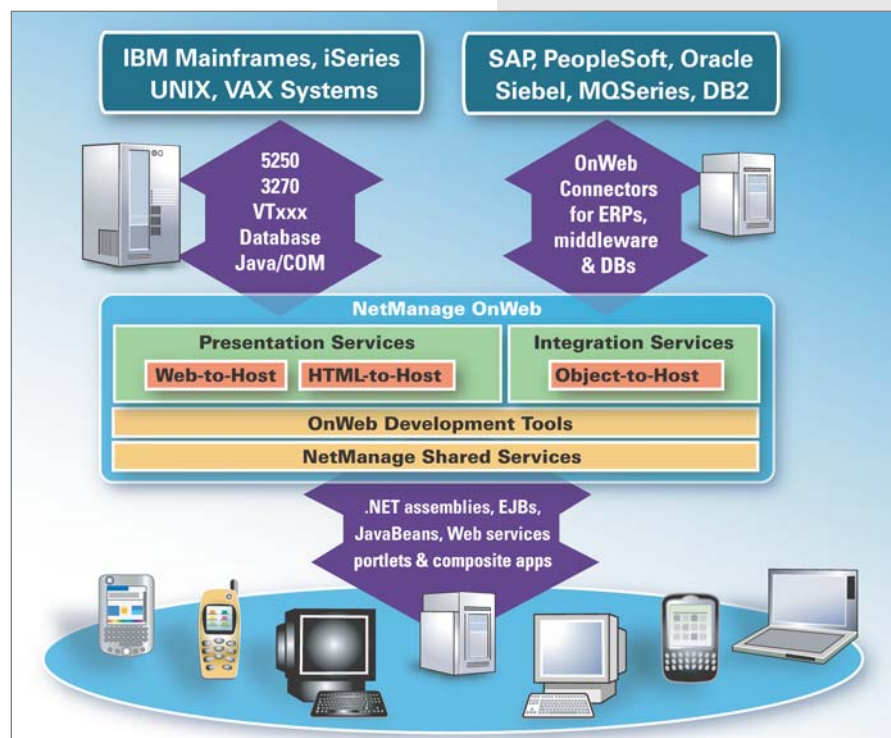 IBM Mainframes, iSeries
UNIX, VAX Systems
SAP, PeopleSoft, Oracle
Siebel, MQSeries, DB2
5250
3270
VTxxx
Database
Java/COM
OnWeb
Connectors
for ERPs,
middleware
& DBs
NetManage OnWeb
Presentation Services
Web-to-Host
HTML-to-Host
Integration Services
Object-to-Host
OnWeb Development Tools
NetManage Shared Services
.NET assemblies, EJBs,
JavaBeans, Web services
portlets & composite apps